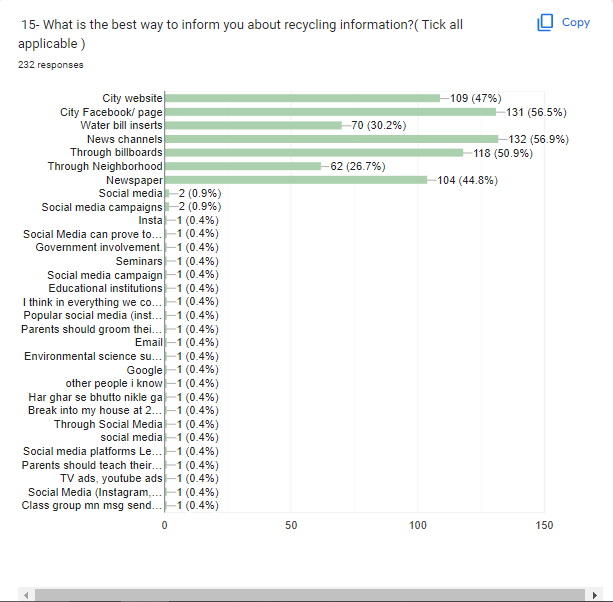 15- What is the best way to inform you about recycling information?( Tick all
applicable )
Copy
232 responses
City website 109 (47%)
City Facebook/ page 131 (56.5%)
Water bill inserts 70 (30.2%)
News channels 132 (56.9%)
Through billboards 118 (50.9%)
Through Neighborhood 62 (26.7%)
Newspaper 104 (44.8%)
Social media 2 (0.9%)
Social media campaigns 2 (0.9%)
Insta 1 (0.4%)
Social Media can prove to... 1 (0.4%)
Government involvement. 1 (0.4%)
Seminars 1 (0.4%)
Social media campaign 1 (0.4%)
Educational institutions 1 (0.4%)
I think in everything we co... 1 (0.4%)
Popular social media (inst... 1 (0.4%)
Parents should groom thei... 1 (0.4%)
Email 1 (0.4%)
Environmental science su... 1 (0.4%)
Google 1 (0.4%)
other people i know 1 (0.4%)
Har ghar se bhutto nikle ga 1 (0.4%)
Break into my house at 2... 1 (0.4%)
Through Social Media 1 (0.4%)
social media 1 (0.4%)
Social media platforms Le... 1 (0.4%)
Parents should teach their... 1 (0.4%)
TV ads, youtube ads 1 (0.4%)
Social Media (Instagram,... 1 (0.4%)
Class group mn msg send... 1 (0.4%)
0 50 100 150